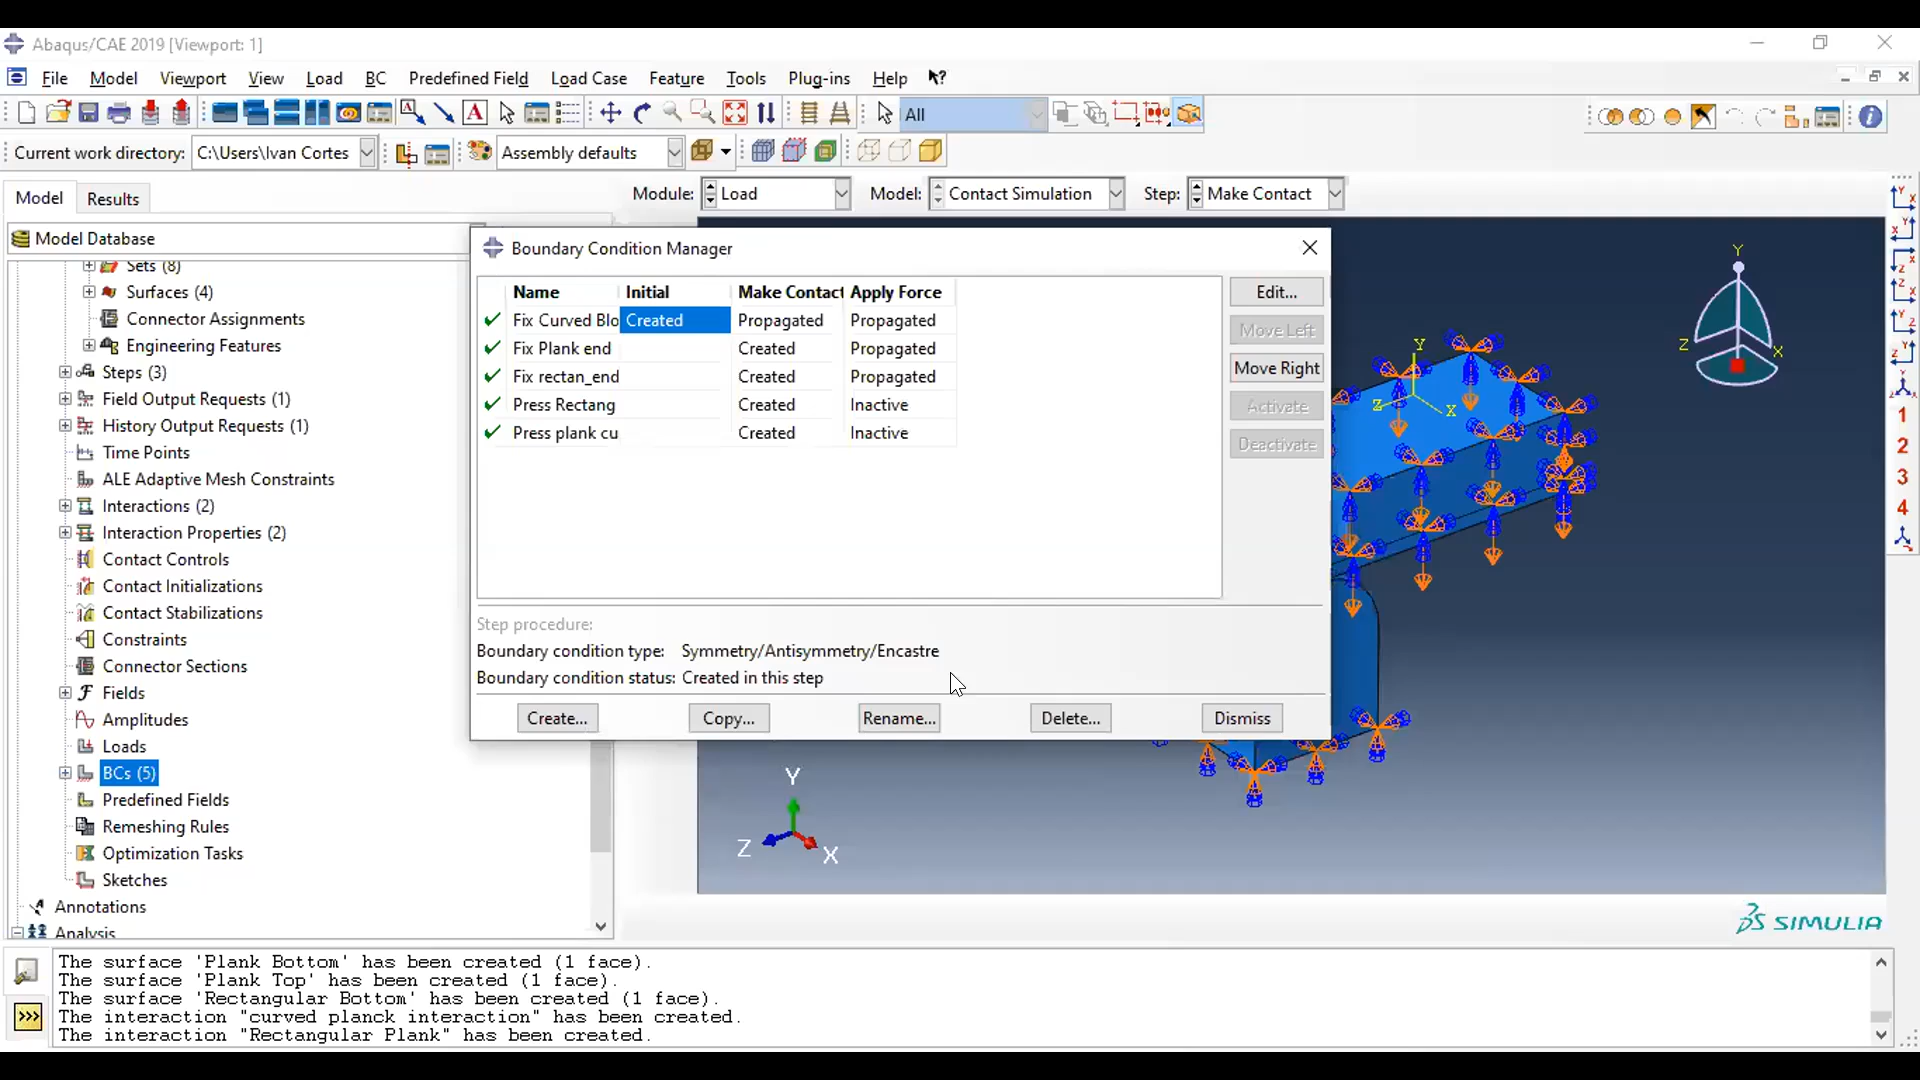 Abaqus/CAE 2019 [Viewport: 1]
File Model Viewport View Load BC Predefined Field Load Case Feature Tools Plug-ins Help
All
Current work directory: C:\Users\Ivan Cortes Assembly defaults
Model Results Module: Load Model: Contact Simulation Step: Make Contact
Model Database
Sets (8)
Surfaces (4)
Connector Assignments
Engineering Features
Steps (3)
Field Output Requests (1)
History Output Requests (1)
Time Points
ALE Adaptive Mesh Constraints
Interactions (2)
Interaction Properties (2)
Contact Controls
Contact Initializations
Contact Stabilizations
Constraints
Connector Sections
Fields
Amplitudes
Loads
BCs (5)
Predefined Fields
Remeshing Rules
Optimization Tasks
Sketches
Annotations
Analysis
Boundary Condition Manager
Name Initial Make Contact Apply Force
Fix Curved Blo Created Propagated Propagated
Fix Plank end Created Propagated
Fix rectan_end Created Propagated
Press Rectang Created Inactive
Press plank cu Created Inactive
Edit...
Move Left
Move Right
Activate
Deactivate
Step procedure:
Boundary condition type: Symmetry/Antisymmetry/Encastre
Boundary condition status: Created in this step
Create... Copy... Rename... Delete... Dismiss
Y
Z X
Y
Z X
Y
Z X
1
2
3
4
SIMULIA
The surface 'Plank Bottom' has been created (1 face).
The surface 'Plank Top' has been created (1 face).
The surface 'Rectangular Bottom' has been created (1 face).
The interaction "curved planck interaction" has been created.
The interaction "Rectangular Plank" has been created.